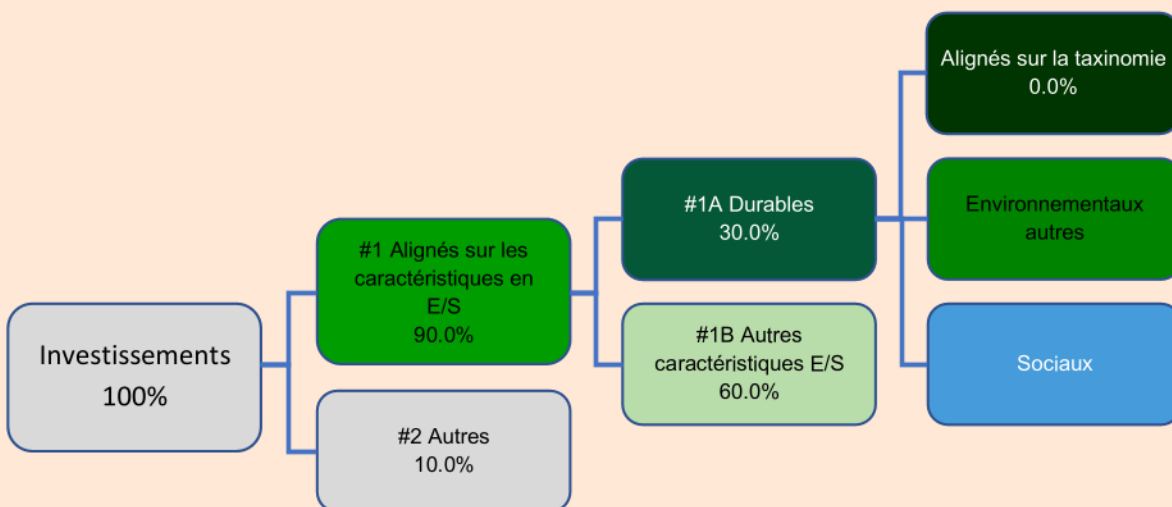 Investissements
100%
#1 Alignés sur les
caractéristiques en
E/S
90.0%
#2 Autres
10.0%
#1A Durables
30.0%
#1B Autres
caractéristiques E/S
60.0%
Alignés sur la taxinomie
0.0%
Environnementaux
autres
Sociaux